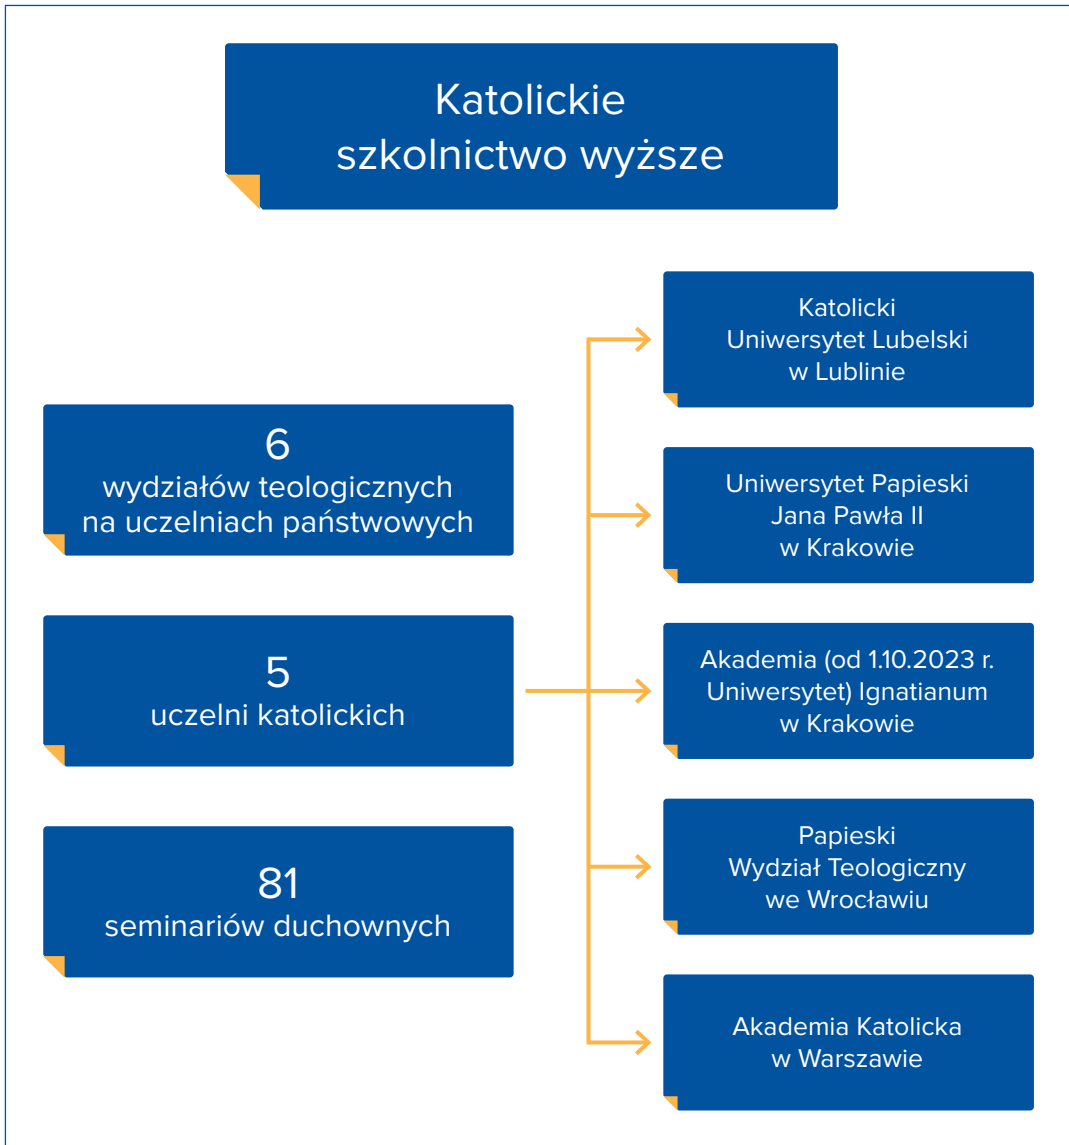 Katolickie
szkolnictwo wyższe
6
wydziałów teologicznych
na uczelniach państwowych
5
uczelni katolickich
81
seminariów duchownych
Katolicki
Uniwersytet Lubelski
w Lublinie
Uniwersytet Papieski
Jana Pawła II
w Krakowie
Akademia (od 1.10.2023 r.
Uniwersytet) Ignatianum
w Krakowie
Papieski
Wydział Teologiczny
we Wrocławiu
Akademia Katolicka
w Warszawie